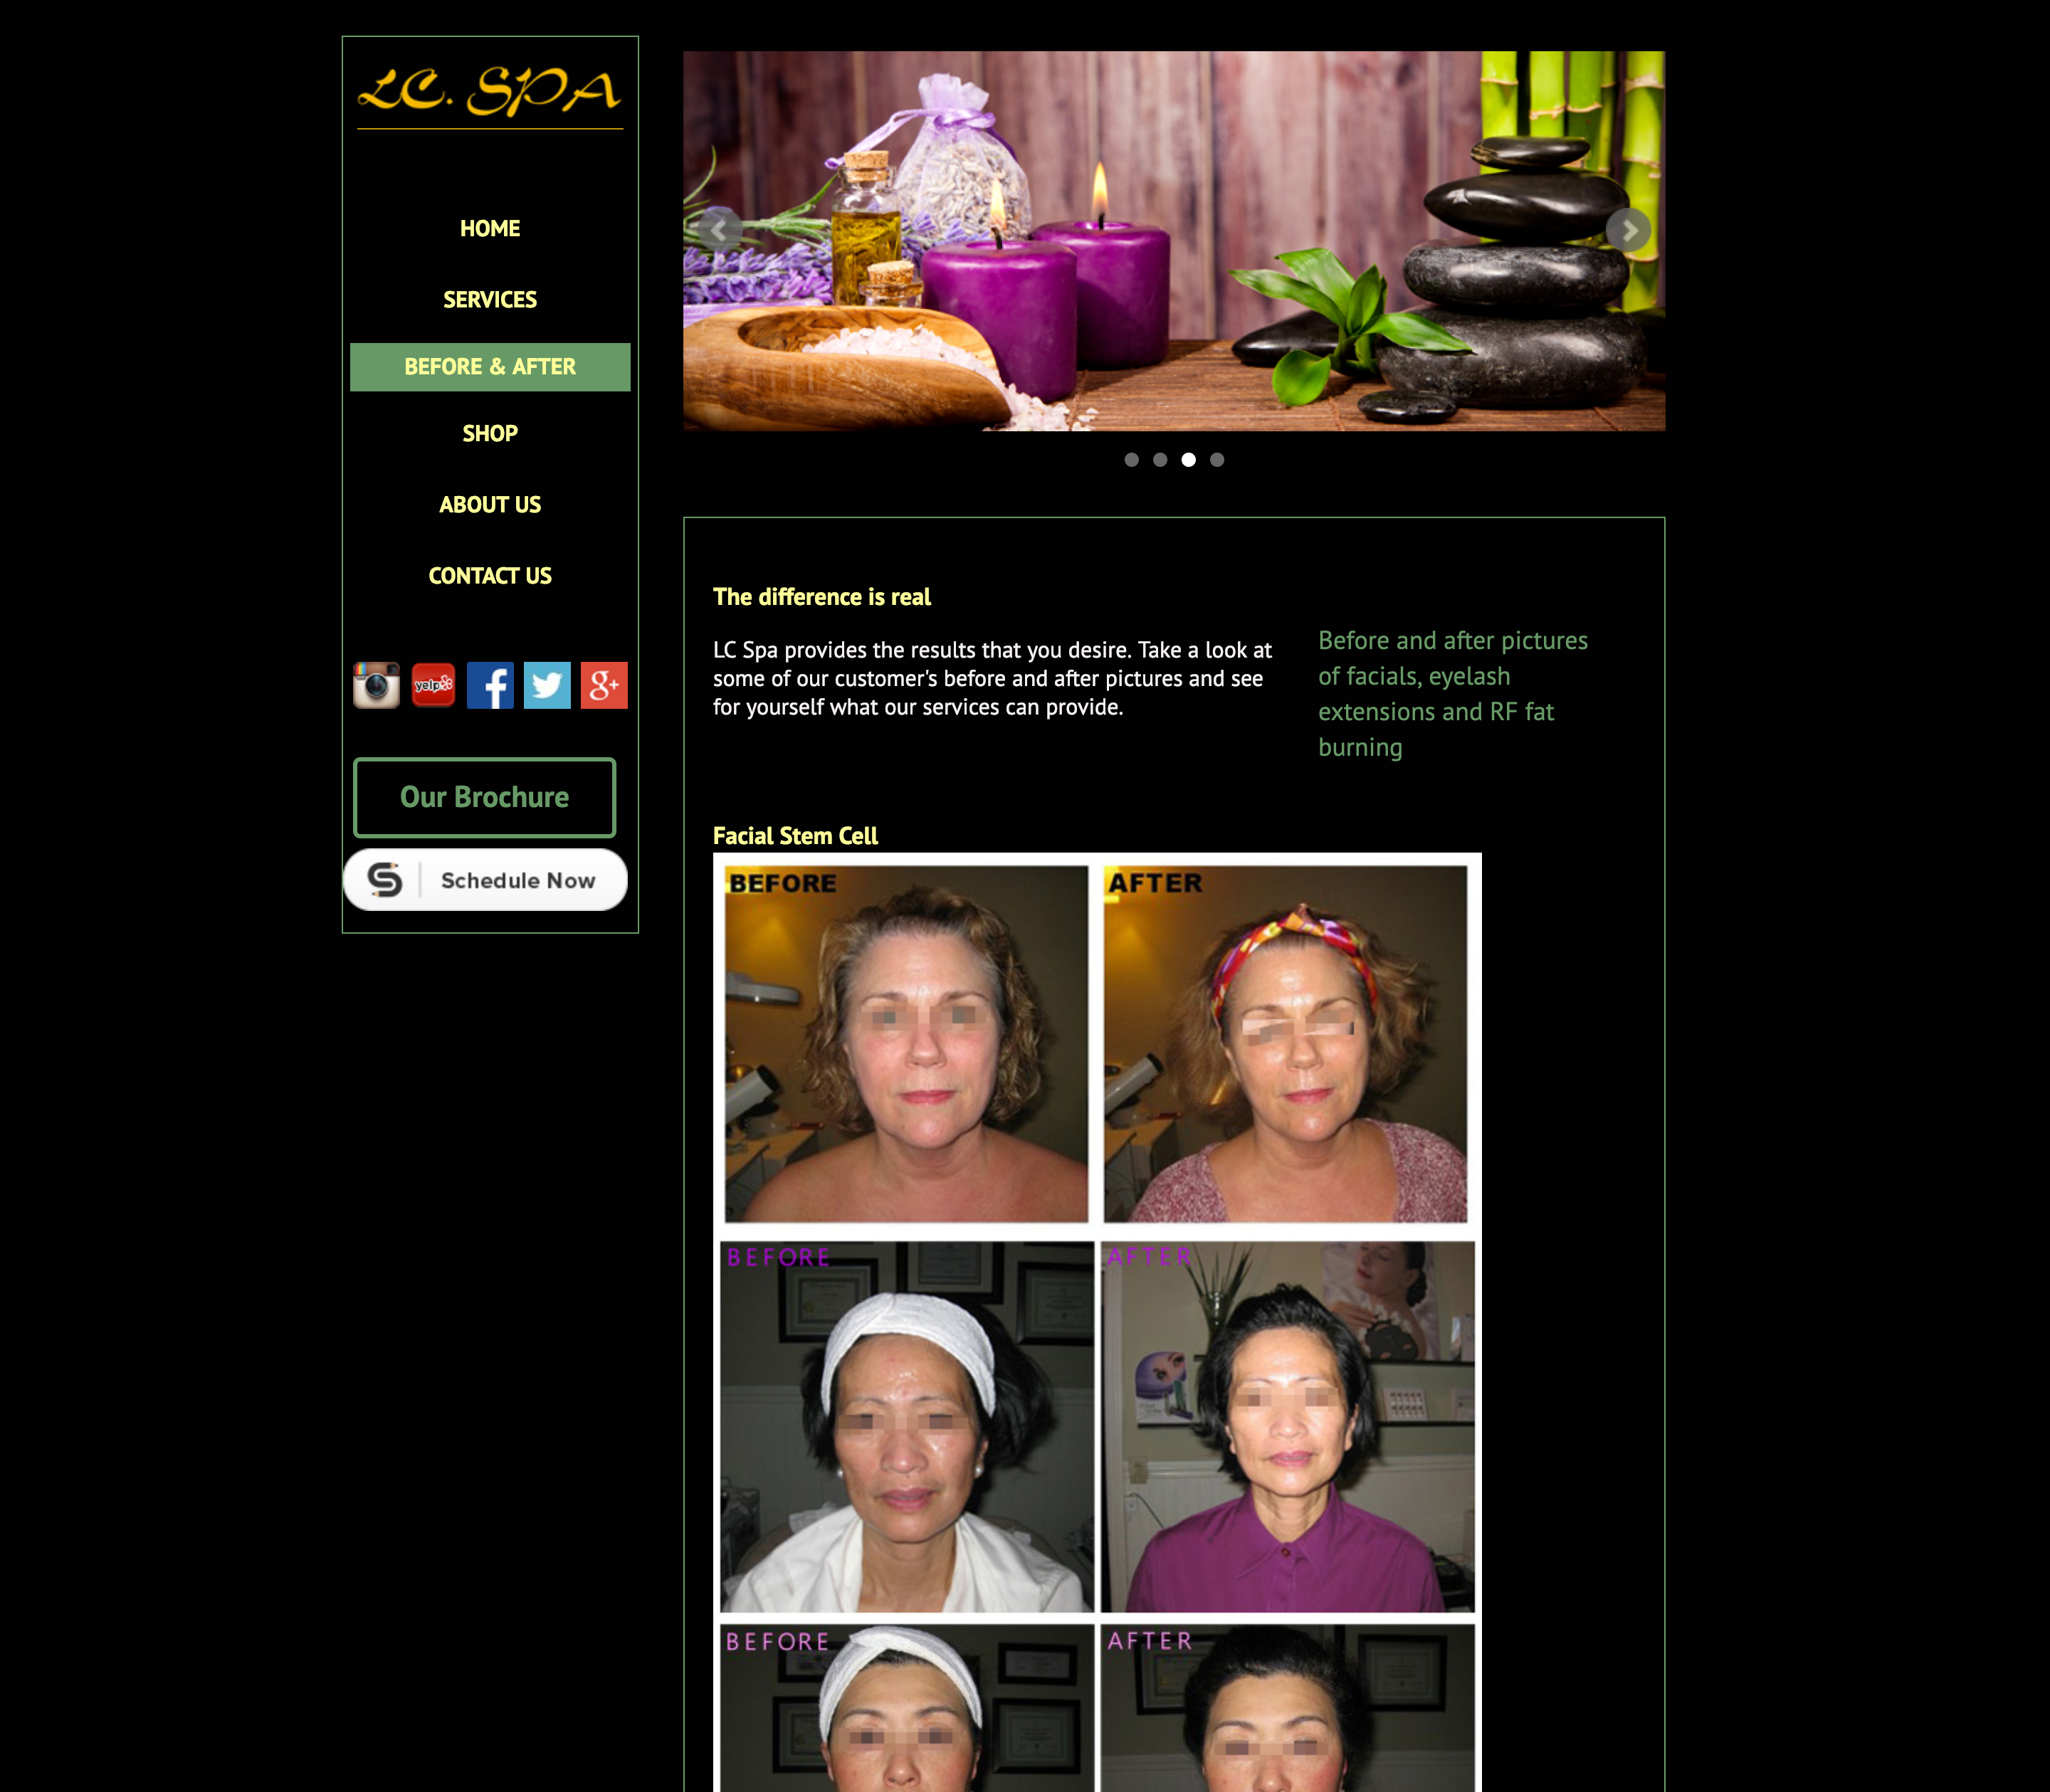 LC. SPA
HOME
SERVICES
BEFORE & AFTER
SHOP
ABOUT US
CONTACT US
yelp
f
g+
Our Brochure
S Schedule Now
The difference is real
LC Spa provides the results that you desire. Take a look at
some of our customer's before and after pictures and see
for yourself what our services can provide.
Before and after pictures
of facials, eyelash
extensions and RF fat
burning
Facial Stem Cell
BEFORE
AFTER
BEFORE
AFTER
BEFORE
AFTER